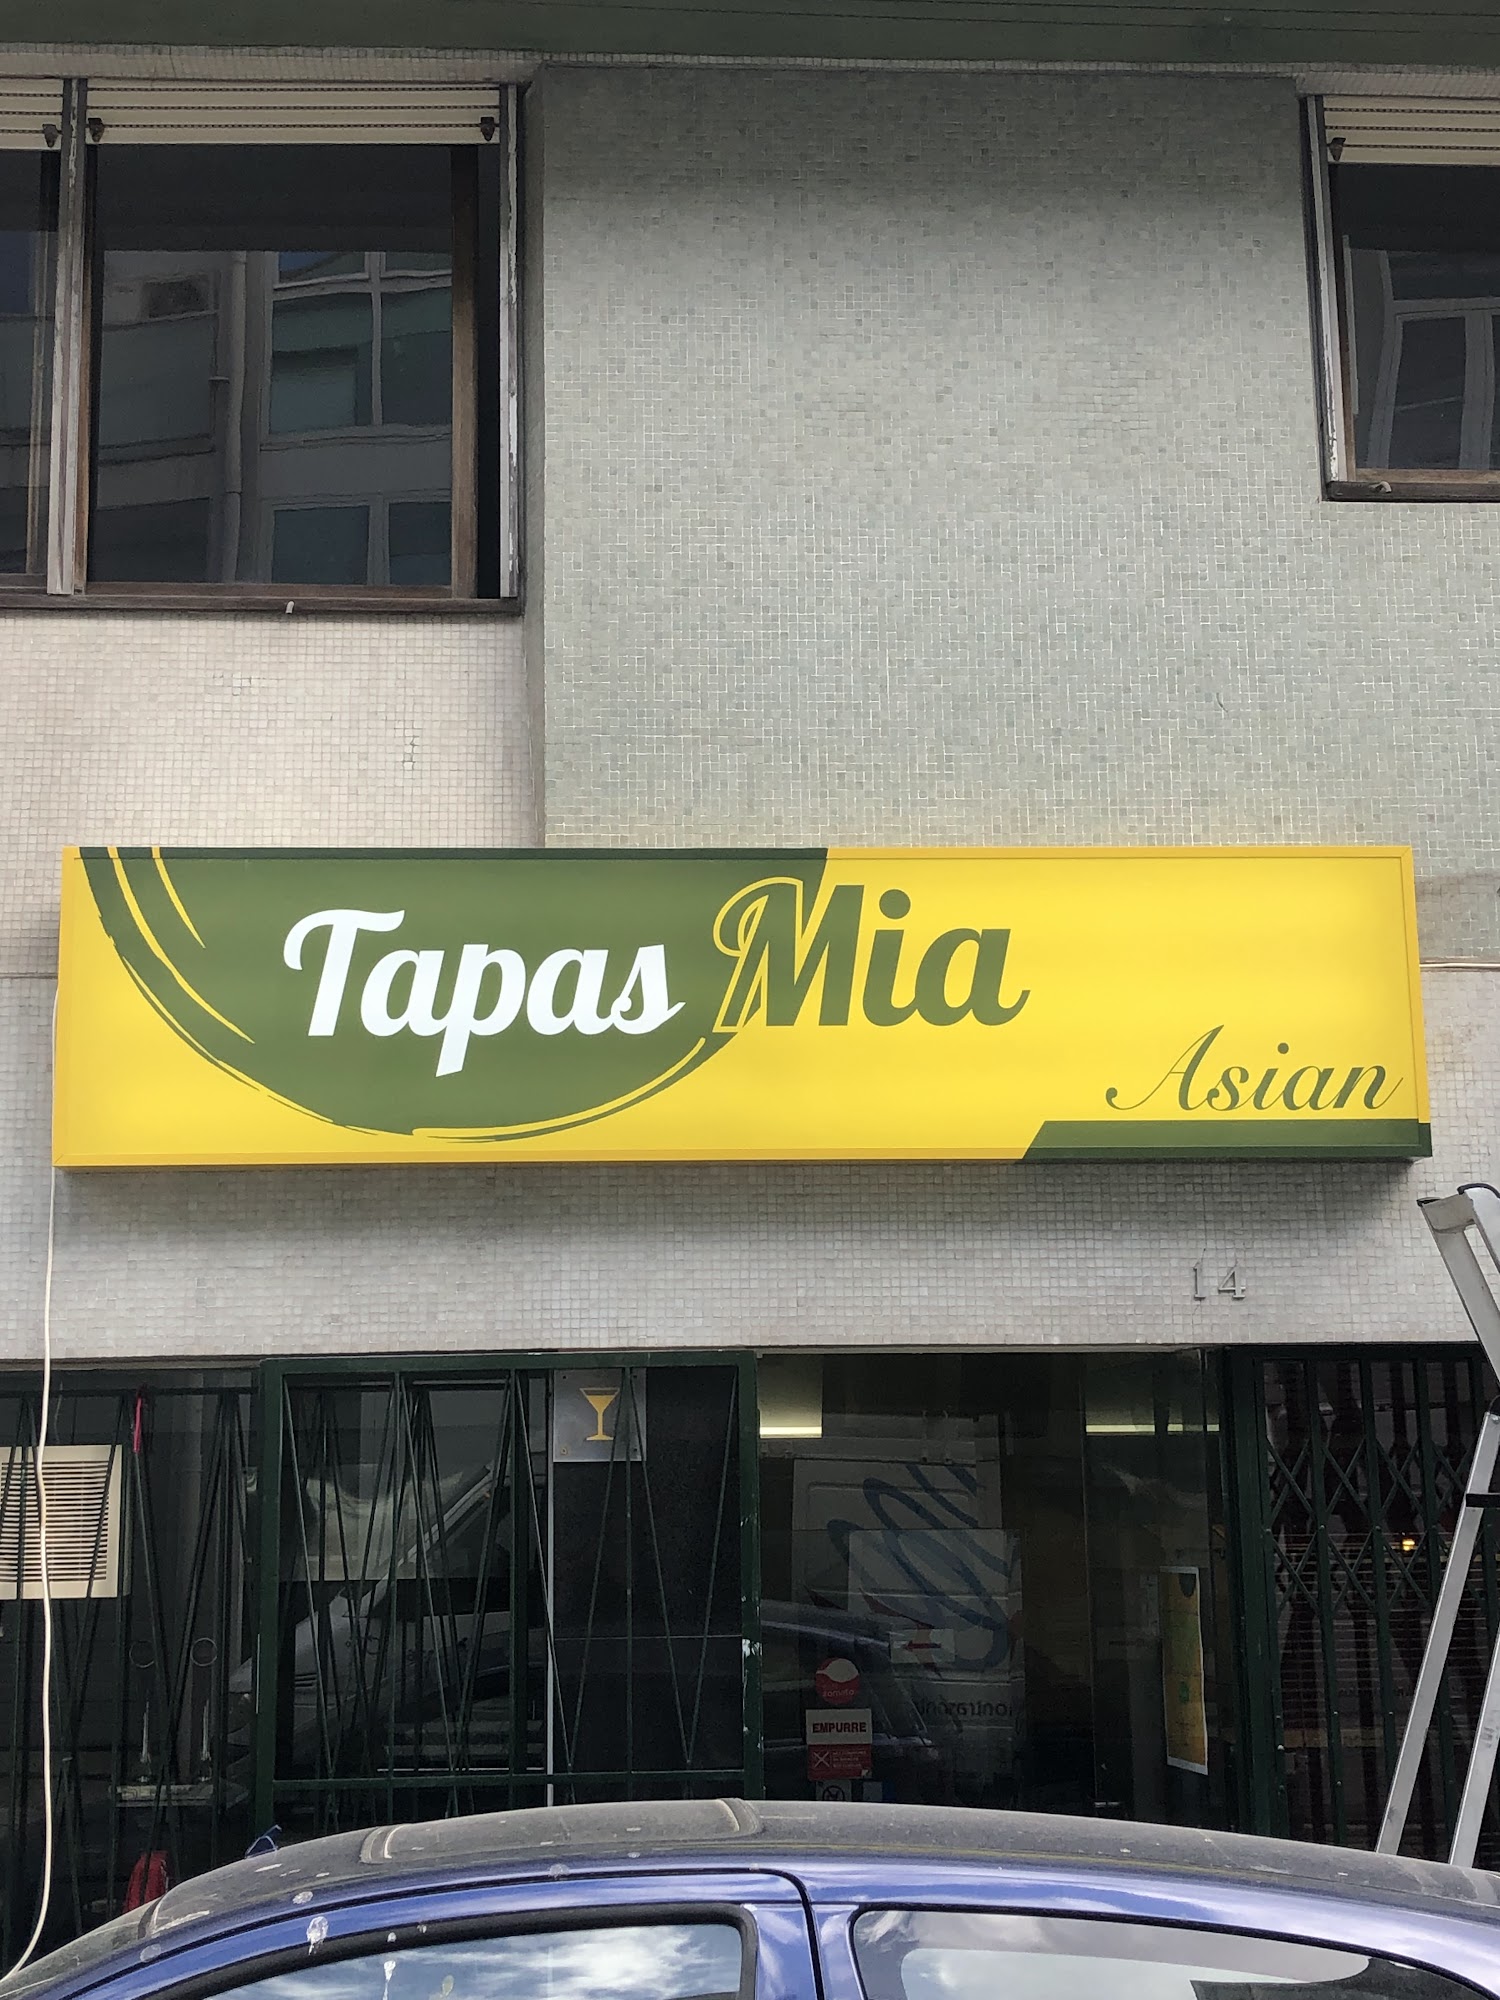 Tapas Mia
Asian
14
EMPURRE